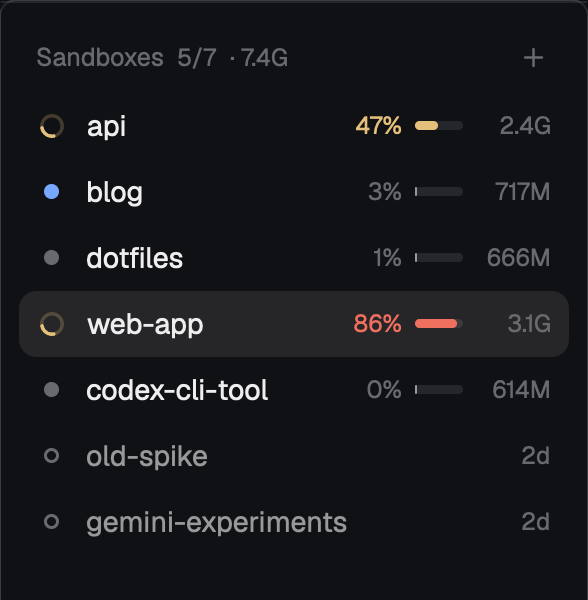 Sandboxes 5/7 · 7.4G +
api 47% 2.4G
blog 3% 717M
dotfiles 1% 666M
web-app 86% 3.1G
codex-cli-tool 0% 614M
old-spike 2d
gemini-experiments 2d